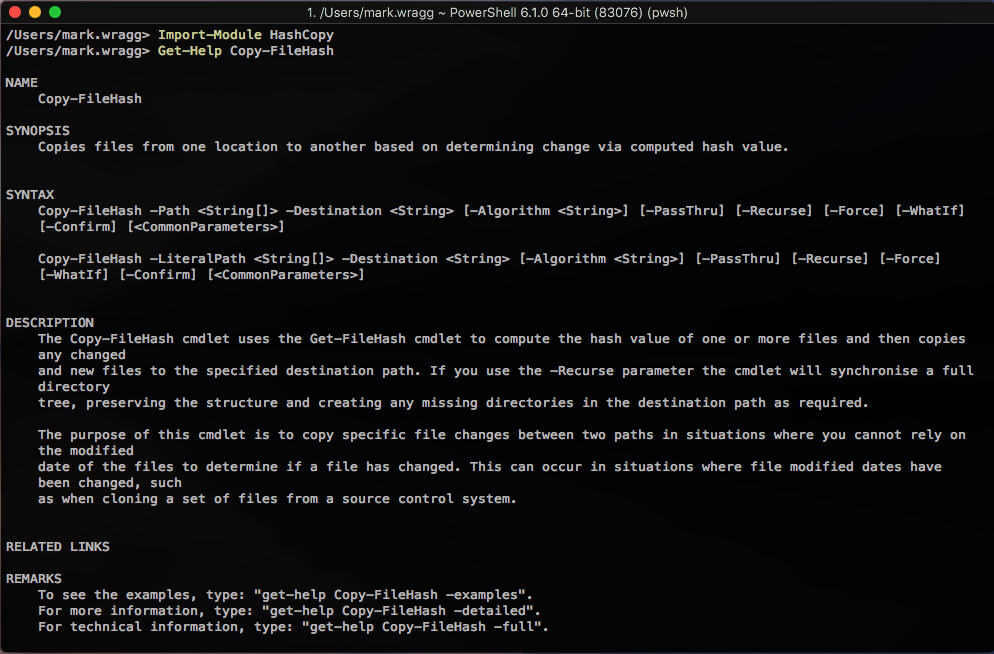 1. /Users/mark.wragg ~ PowerShell 6.1.0 64-bit (83076) (pwsh)
/Users/mark.wragg> Import-Module HashCopy
/Users/mark.wragg> Get-Help Copy-FileHash
NAME
Copy-FileHash
SYNOPSIS
Copies files from one location to another based on determining change via computed hash value.
SYNTAX
Copy-FileHash -Path <String[]> -Destination <String> [-Algorithm <String>] [-PassThru] [-Recurse] [-Force] [-WhatIf]
[-Confirm] [<CommonParameters>]
Copy-FileHash -LiteralPath <String[]> -Destination <String> [-Algorithm <String>] [-PassThru] [-Recurse] [-Force]
[-WhatIf] [-Confirm] [<CommonParameters>]
DESCRIPTION
The Copy-FileHash cmdlet uses the Get-FileHash cmdlet to compute the hash value of one or more files and then copies
any changed
and new files to the specified destination path. If you use the -Recurse parameter the cmdlet will synchronise a full
directory
tree, preserving the structure and creating any missing directories in the destination path as required.
The purpose of this cmdlet is to copy specific file changes between two paths in situations where you cannot rely on
the modified
date of the files to determine if a file has changed. This can occur in situations where file modified dates have
been changed, such
as when cloning a set of files from a source control system.
RELATED LINKS
REMARKS
To see the examples, type: "get-help Copy-FileHash -examples".
For more information, type: "get-help Copy-FileHash -detailed".
For technical information, type: "get-help Copy-FileHash -full".